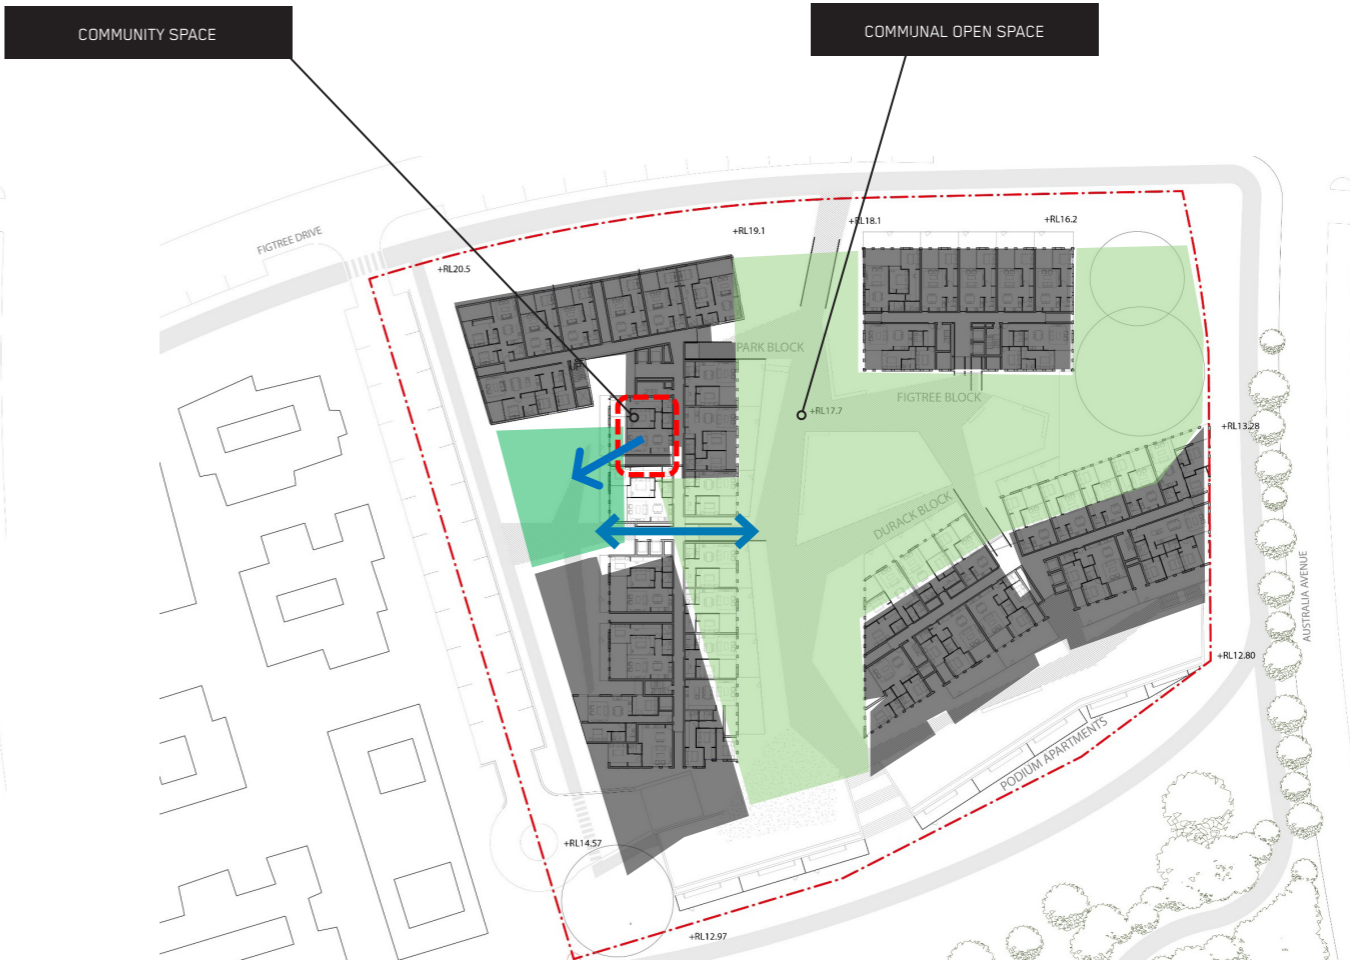 COMMUNITY SPACE
COMMUNAL OPEN SPACE
FIGTREE DRIVE
+RL20.5
+RL19.1
+RL18.1
+RL16.2
PARK BLOCK
FIGTREE BLOCK
+RL17.7
+RL13.28
DURACK BLOCK
AUSTRALIA AVENUE
+RL12.80
PODIUM APARTMENTS
+RL14.57
+RL12.97